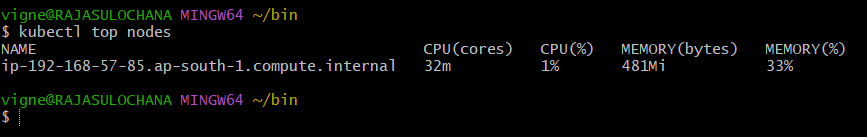 vigne@RAJASULOCHANA MINGW64 ~/bin
$ kubectl top nodes
NAME CPU(cores) CPU(%) MEMORY(bytes) MEMORY(%)
ip-192-168-57-85.ap-south-1.compute.internal 32m 1% 481Mi 33%
vigne@RAJASULOCHANA MINGW64 ~/bin
$